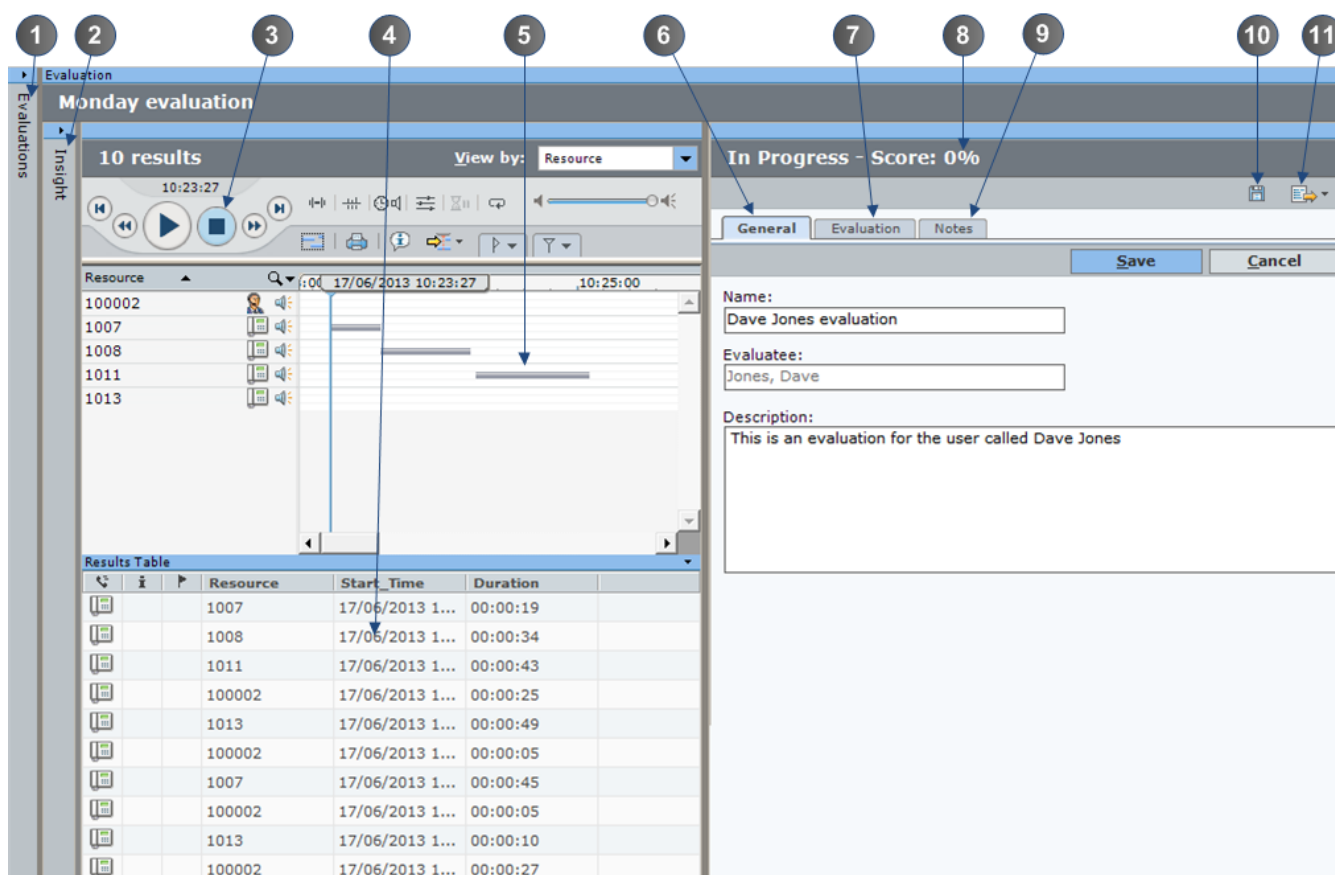 1 2 3 4 5 6 7 8 9 10 11
Evaluation
Evaluations
Monday evaluation
Insight
10 results View by: Resource
10:23:27
In Progress - Score: 0%
General Evaluation Notes
Save Cancel
Resource :00 17/06/2013 10:23:27 10:25:00
100002
1007
1008
1011
1013
Name:
Dave Jones evaluation
Evaluatee:
Jones, Dave
Description:
This is an evaluation for the user called Dave Jones
Results Table
Resource Start_Time Duration
1007 17/06/2013 1... 00:00:19
1008 17/06/2013 1... 00:00:34
1011 17/06/2013 1... 00:00:43
100002 17/06/2013 1... 00:00:25
1013 17/06/2013 1... 00:00:49
100002 17/06/2013 1... 00:00:05
1007 17/06/2013 1... 00:00:45
100002 17/06/2013 1... 00:00:05
1013 17/06/2013 1... 00:00:10
100002 17/06/2013 1... 00:00:27